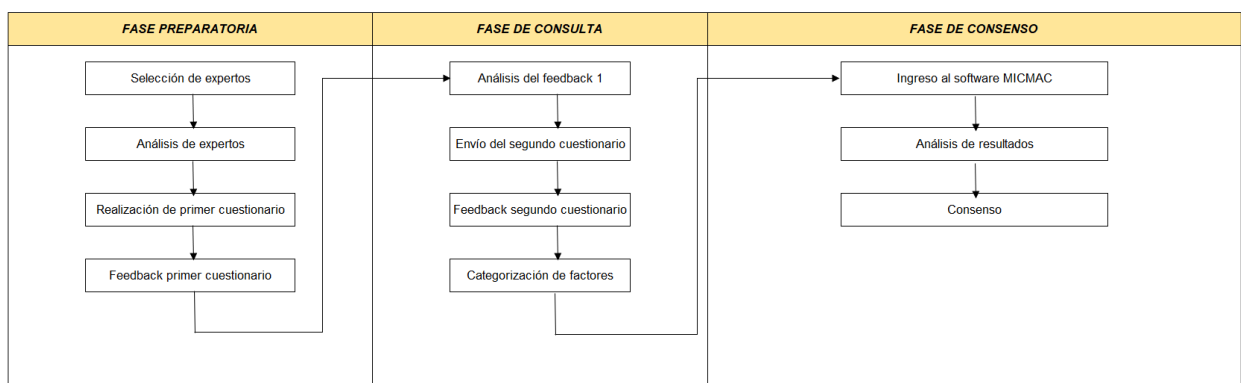 FASE PREPARATORIA
FASE DE CONSULTA
FASE DE CONSENSO
Selección de expertos
Análisis de expertos
Realización de primer cuestionario
Feedback primer cuestionario
Análisis del feedback 1
Envío del segundo cuestionario
Feedback segundo cuestionario
Categorización de factores
Ingreso al software MICMAC
Análisis de resultados
Consenso